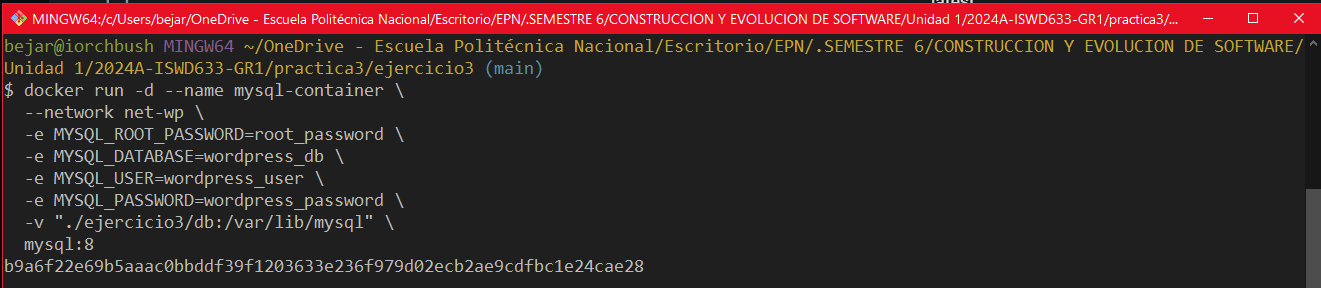 MINGW64:/c/Users/bejar/OneDrive - Escuela Politécnica Nacional/Escritorio/EPN/.SEMESTRE 6/CONSTRUCCION Y EVOLUCION DE SOFTWARE/Unidad 1/2024A-ISWD633-GR1/practica3/...
bejar@iorchbush MINGW64 ~/OneDrive - Escuela Politécnica Nacional/Escritorio/EPN/.SEMESTRE 6/CONSTRUCCION Y EVOLUCION DE SOFTWARE/
Unidad 1/2024A-ISWD633-GR1/practica3/ejercicio3 (main)
$ docker run -d --name mysql-container \
  --network net-wp \
  -e MYSQL_ROOT_PASSWORD=root_password \
  -e MYSQL_DATABASE=wordpress_db \
  -e MYSQL_USER=wordpress_user \
  -e MYSQL_PASSWORD=wordpress_password \
  -v "./ejercicio3/db:/var/lib/mysql" \
  mysql:8
b9a6f22e69b5aaac0bbddf39f1203633e236f979d02ecb2ae9cdfbc1e24cae28